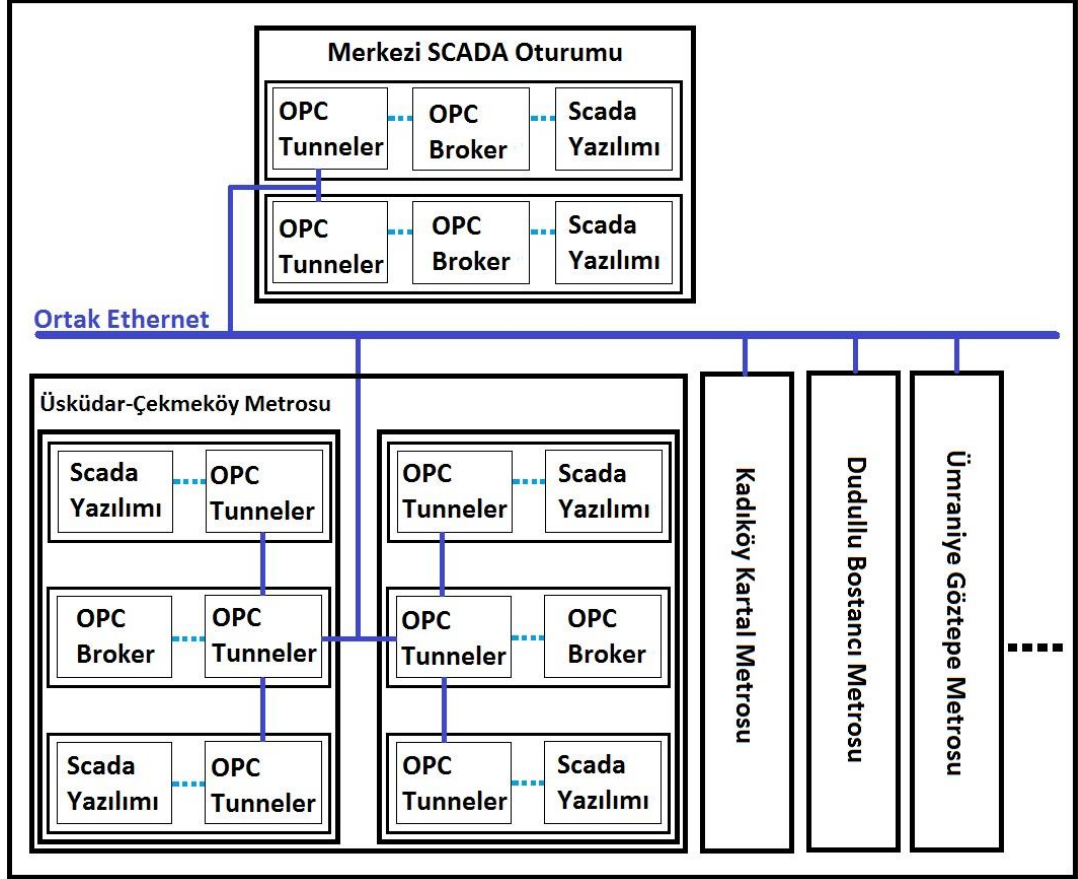 Merkezi SCADA Oturumu
OPC
Tunneler
OPC
Broker
Scada
Yazılımı
OPC
Tunneler
OPC
Broker
Scada
Yazılımı
Ortak Ethernet
Üsküdar-Çekmeköy Metrosu
Scada
Yazılımı
OPC
Tunneler
OPC
Tunneler
Scada
Yazılımı
OPC
Broker
OPC
Tunneler
OPC
Tunneler
OPC
Broker
Scada
Yazılımı
OPC
Tunneler
OPC
Tunneler
Scada
Yazılımı
Kadıköy Kartal Metrosu
Dudullu Bostancı Metrosu
Ümraniye Göztepe Metrosu